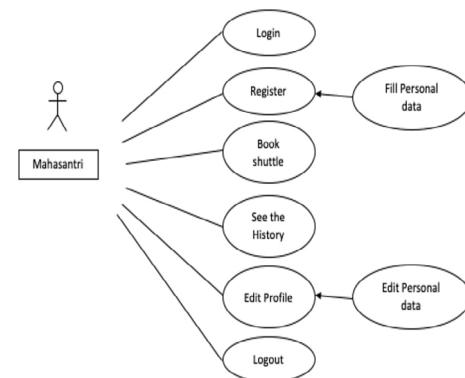 Login
Register
Fill Personal
data
Mahasantri
Book
shuttle
See the
History
Edit Profile
Edit Personal
data
Logout